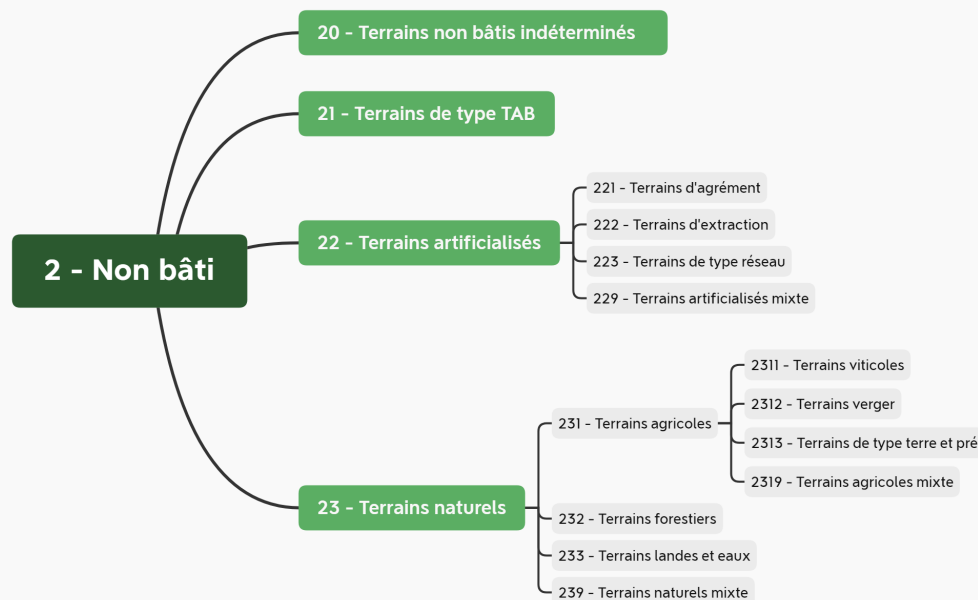 20 - Terrains non bâtis indéterminés
21 - Terrains de type TAB
2 - Non bâti
22 - Terrains artificialisés
221 - Terrains d'agrément
222 - Terrains d'extraction
223 - Terrains de type réseau
229 - Terrains artificialisés mixte
23 - Terrains naturels
231 - Terrains agricoles
2311 - Terrains viticoles
2312 - Terrains verger
2313 - Terrains de type terre et pré
2319 - Terrains agricoles mixte
232 - Terrains forestiers
233 - Terrains landes et eaux
239 - Terrains naturels mixte